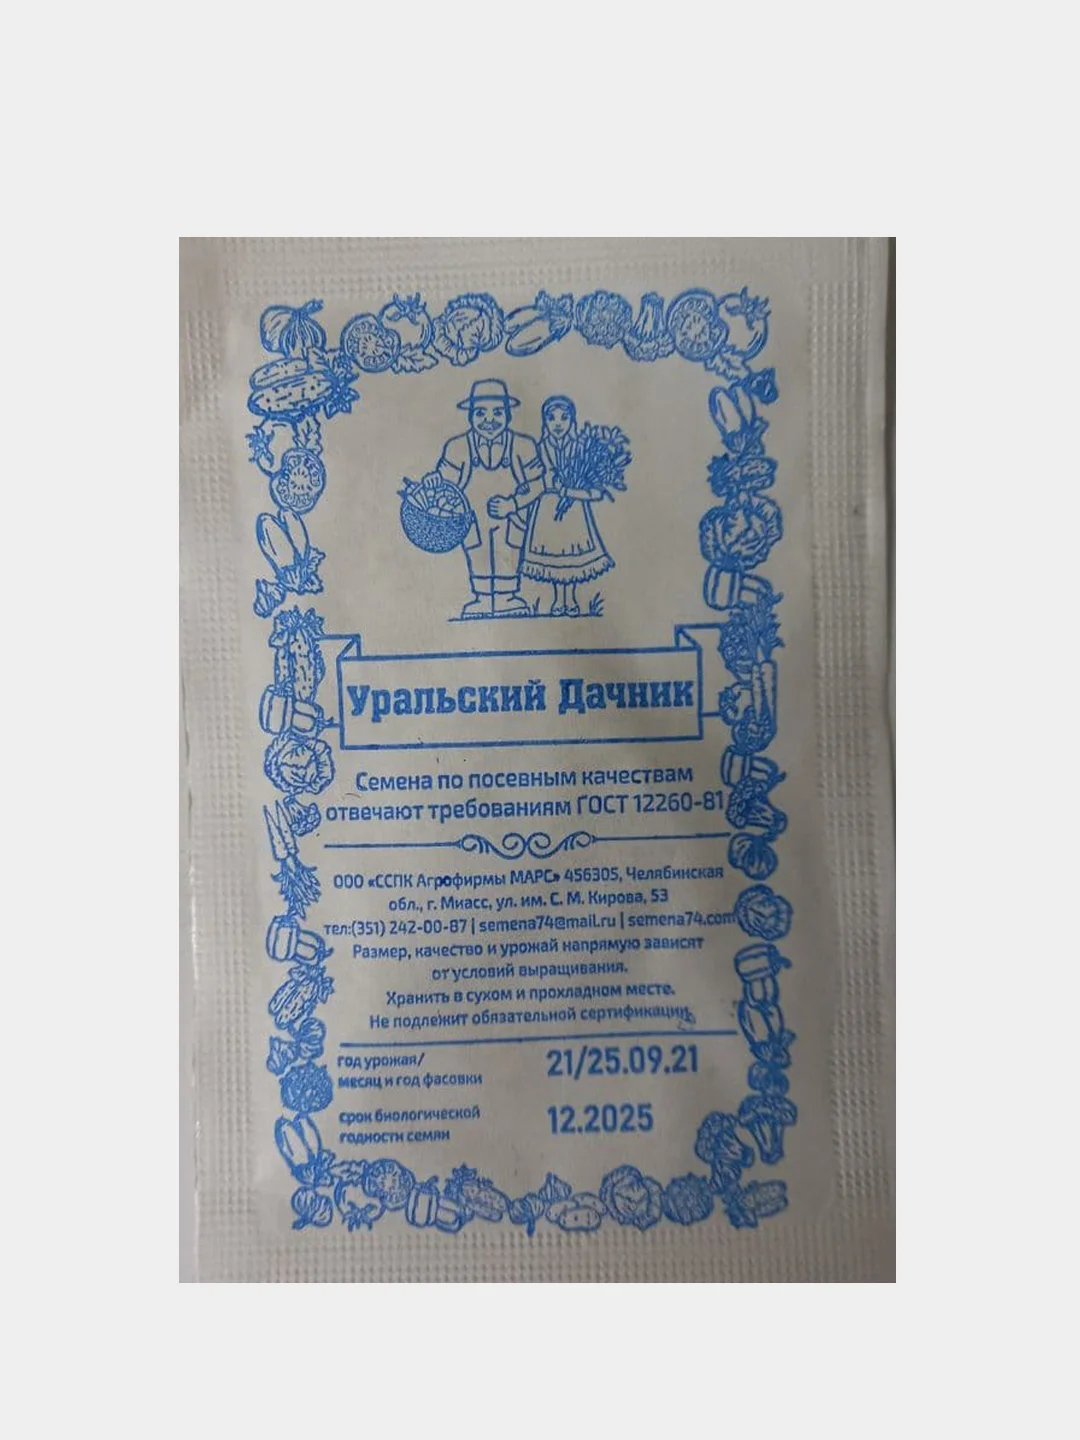 Уральский Дачник
Семена по посевным качествам
отвечают требованиям ГОСТ 12260-81
ООО «ССПК Агрофирмы МАРС» 456305, Челябинская
обл., г. Миасс, ул. им. С. М. Кирова, 53
тел:(351) 242-00-87 | semena74@mail.ru | semena74.com
Размер, качество и урожай напрямую зависят
от условий выращивания.
Хранить в сухом и прохладном месте.
Не подлежит обязательной сертификации.
год урожая/
месяц и год фасовки
21/25.09.21
срок биологической
годности семян
12.2025